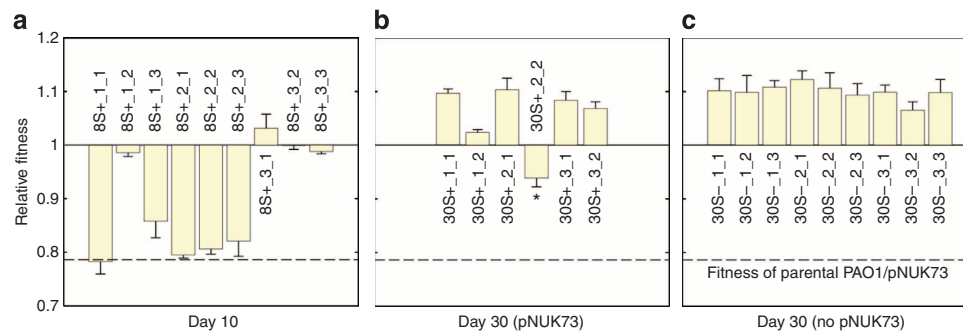 a
b
c
Relative fitness
1.2
1.1
1
0.9
0.8
0.7
8S+_1_1
8S+_1_2
8S+_1_3
8S+_2_1
8S+_2_2
8S+_2_3
8S+_3_1
8S+_3_2
8S+_3_3
Day 10
30S+_1_1
30S+_1_2
30S+_2_1
30S+_2_2
*
30S+_3_1
30S+_3_2
Day 30 (pNUK73)
30S–_1_1
30S–_1_2
30S–_1_3
30S–_2_1
30S–_2_2
30S–_2_3
30S–_3_1
30S–_3_2
30S–_3_3
Fitness of parental PAO1/pNUK73
Day 30 (no pNUK73)